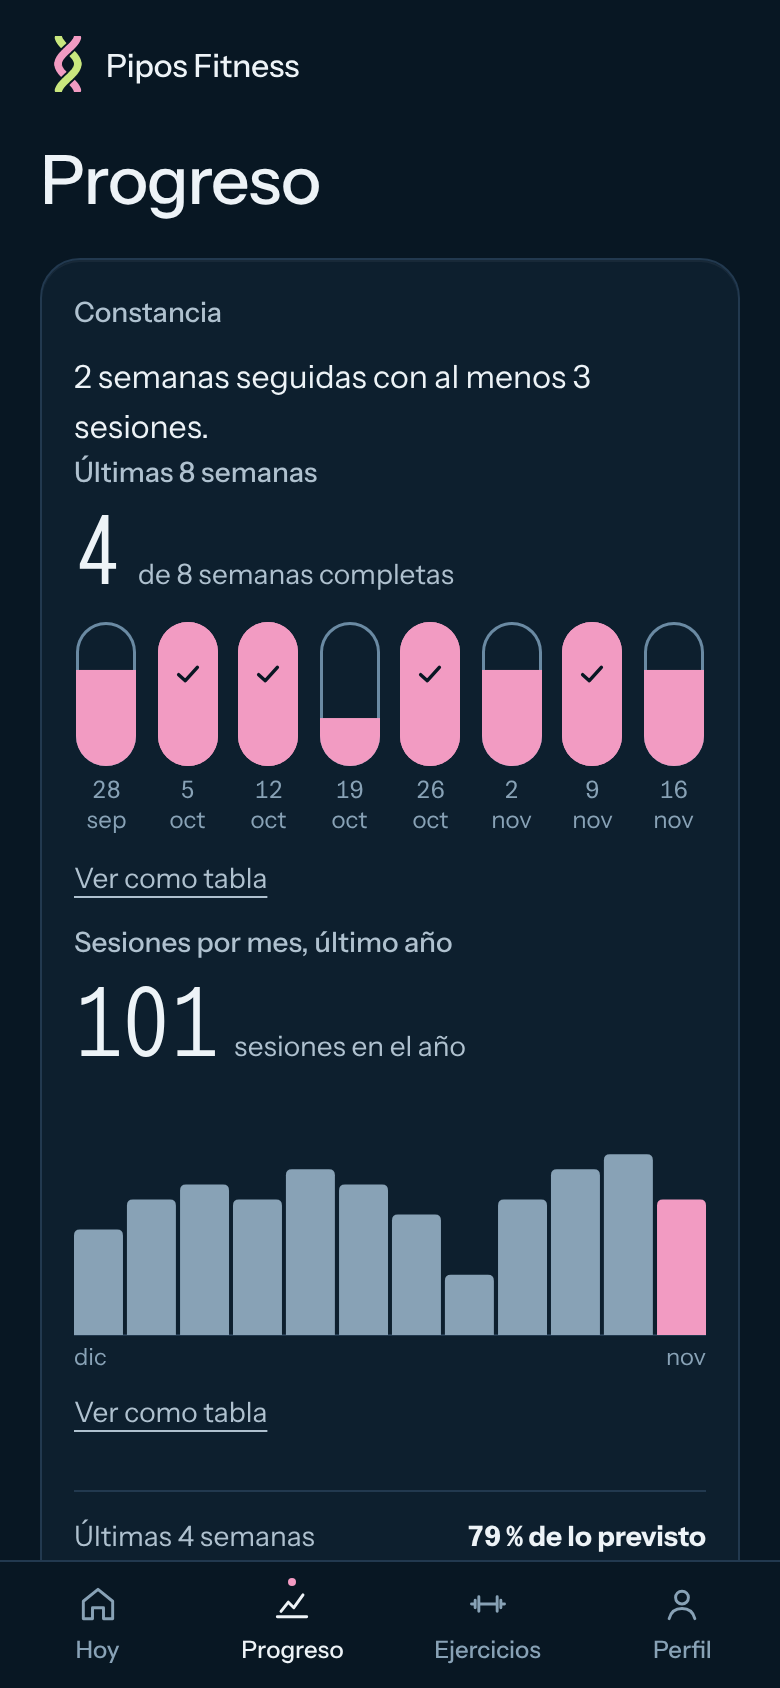 Pipos Fitness
Progreso
Constancia
2 semanas seguidas con al menos 3
sesiones.
Últimas 8 semanas
4 de 8 semanas completas
28 5 12 19 26 2 9 16
sep oct oct oct oct nov nov nov
Ver como tabla
Sesiones por mes, último año
101 sesiones en el año
dic nov
Ver como tabla
Últimas 4 semanas 79 % de lo previsto
Hoy Progreso Ejercicios Perfil